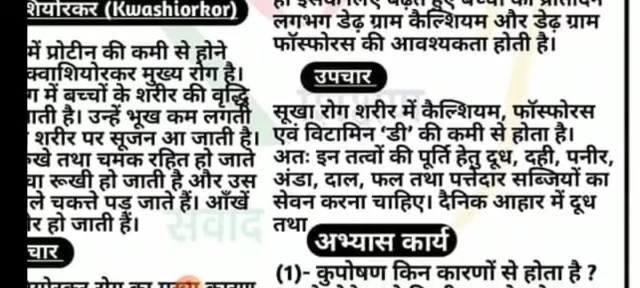 शियोरकर (Kwashiorkor)
में प्रोटीन की कमी से होने
क्वाशियोरकर मुख्य रोग है।
ग में बच्चों के शरीर की वृद्धि
जाती है। उन्हें भूख कम लगती
शरीर पर सूजन आ जाती है।
रूखे तथा चमक रहित हो जाते
चा रूखी हो जाती है और उस
ले चकत्ते पड़ जाते हैं। आँखें
र हो जाती हैं।
चार
लगभग डेढ़ ग्राम कैल्शियम और डेढ़ ग्राम
फॉस्फोरस की आवश्यकता होती है।
उपचार
सूखा रोग शरीर में कैल्शियम, फॉस्फोरस
एवं विटामिन ‘डी’ की कमी से होता है।
अतः इन तत्वों की पूर्ति हेतु दूध, दही, पनीर,
अंडा, दाल, फल तथा पत्तेदार सब्जियों का
सेवन करना चाहिए। दैनिक आहार में दूध
तथा
अभ्यास कार्य
(1)- कुपोषण किन कारणों से होता है ?
संवाद